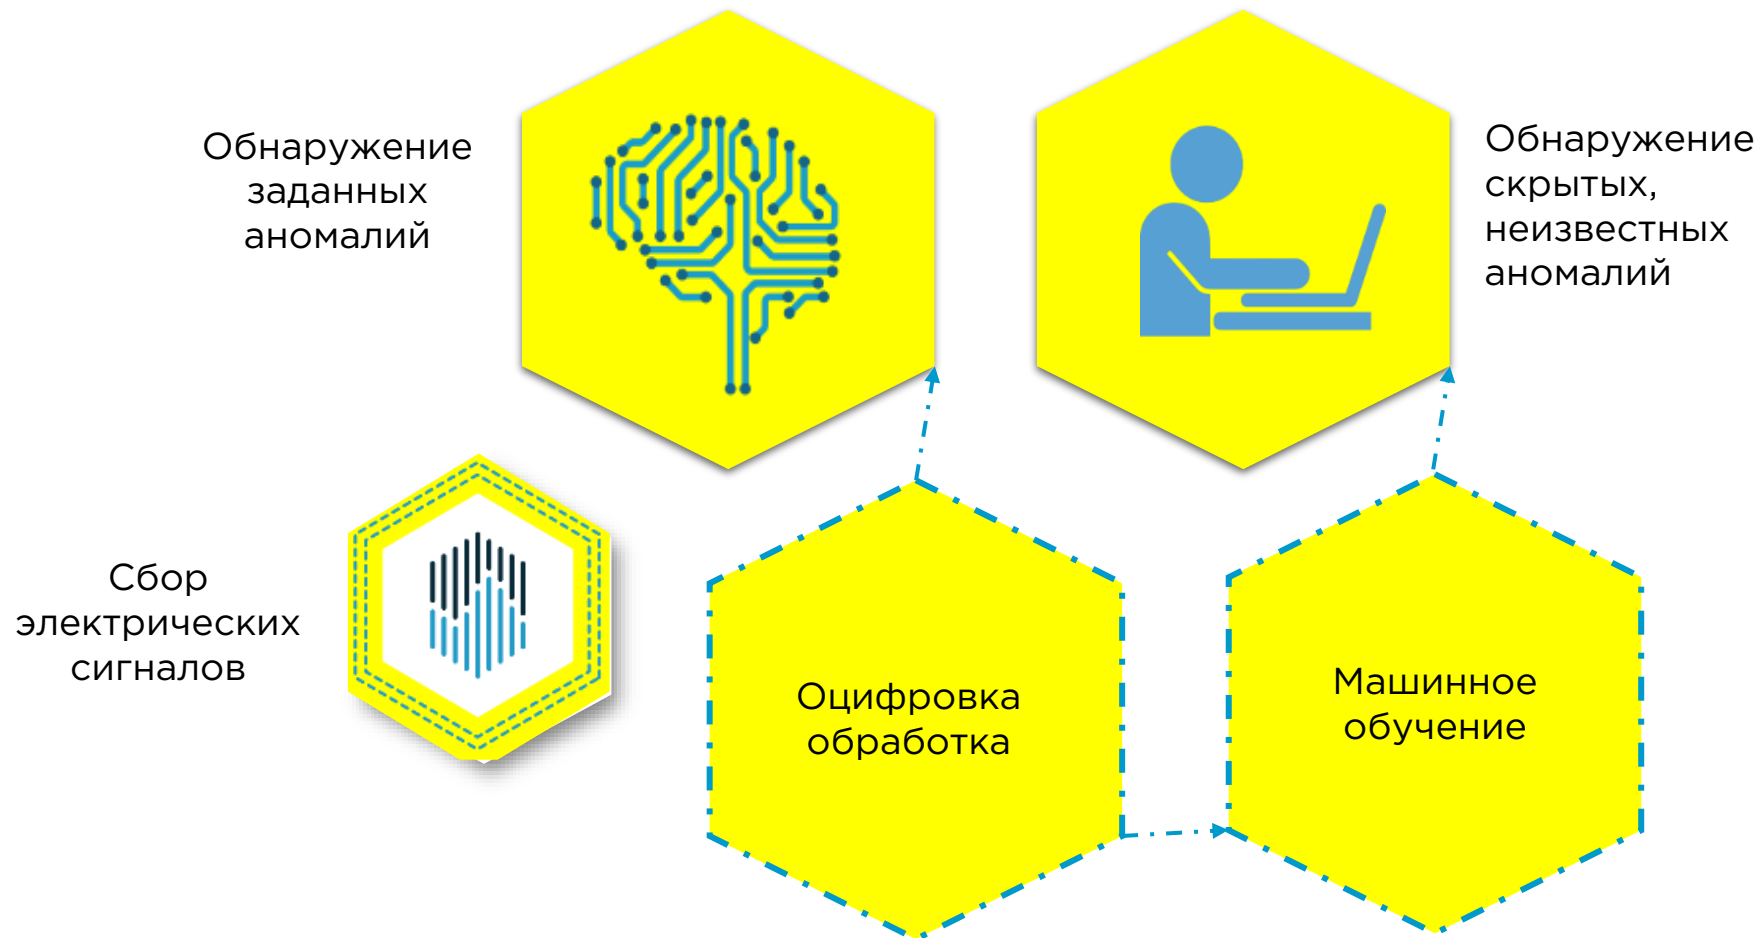 Обнаружение
заданных
аномалий
Обнаружение
скрытых,
неизвестных
аномалий
Сбор
электрических
сигналов
Оцифровка
обработка
Машинное
обучение